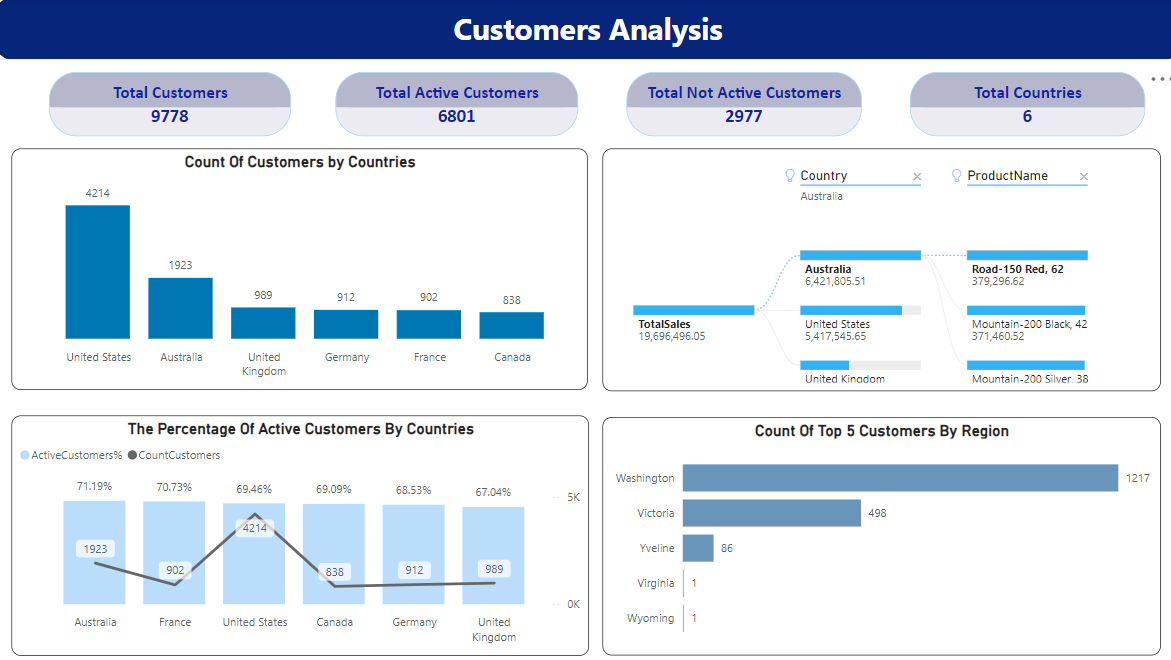 Customers Analysis
Total Customers
9778
Total Active Customers
6801
Total Not Active Customers
2977
Total Countries
6
Count Of Customers by Countries
4214
1923
989
912
902
838
United States
Australia
United
Kingdom
Germany
France
Canada
Country
ProductName
Australia
TotalSales
19,696,496.05
Australia
6,421,805.51
United States
5,417,545.65
United Kingdom
Road-150 Red, 62
379,296.62
Mountain-200 Black, 42
371,460.52
Mountain-200 Silver, 38
The Percentage Of Active Customers By Countries
ActiveCustomers% CountCustomers
71.19%
70.73%
69.46%
69.09%
68.53%
67.04%
5K
0K
1923
902
4214
838
912
989
Australia
France
United States
Canada
Germany
United
Kingdom
Count Of Top 5 Customers By Region
Washington 1217
Victoria 498
Yveline 86
Virginia 1
Wyoming 1